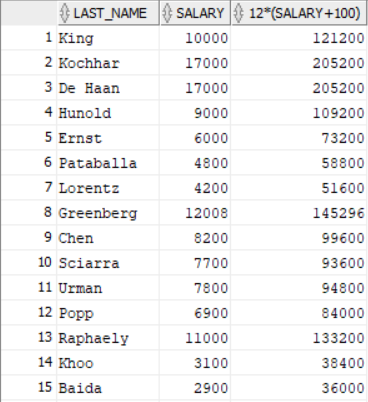 LAST_NAME SALARY 12*(SALARY+100)
1 King 10000 121200
2 Kochhar 17000 205200
3 De Haan 17000 205200
4 Hunold 9000 109200
5 Ernst 6000 73200
6 Pataballa 4800 58800
7 Lorentz 4200 51600
8 Greenberg 12008 145296
9 Chen 8200 99600
10 Sciarra 7700 93600
11 Urman 7800 94800
12 Popp 6900 84000
13 Raphaely 11000 133200
14 Khoo 3100 38400
15 Baida 2900 36000